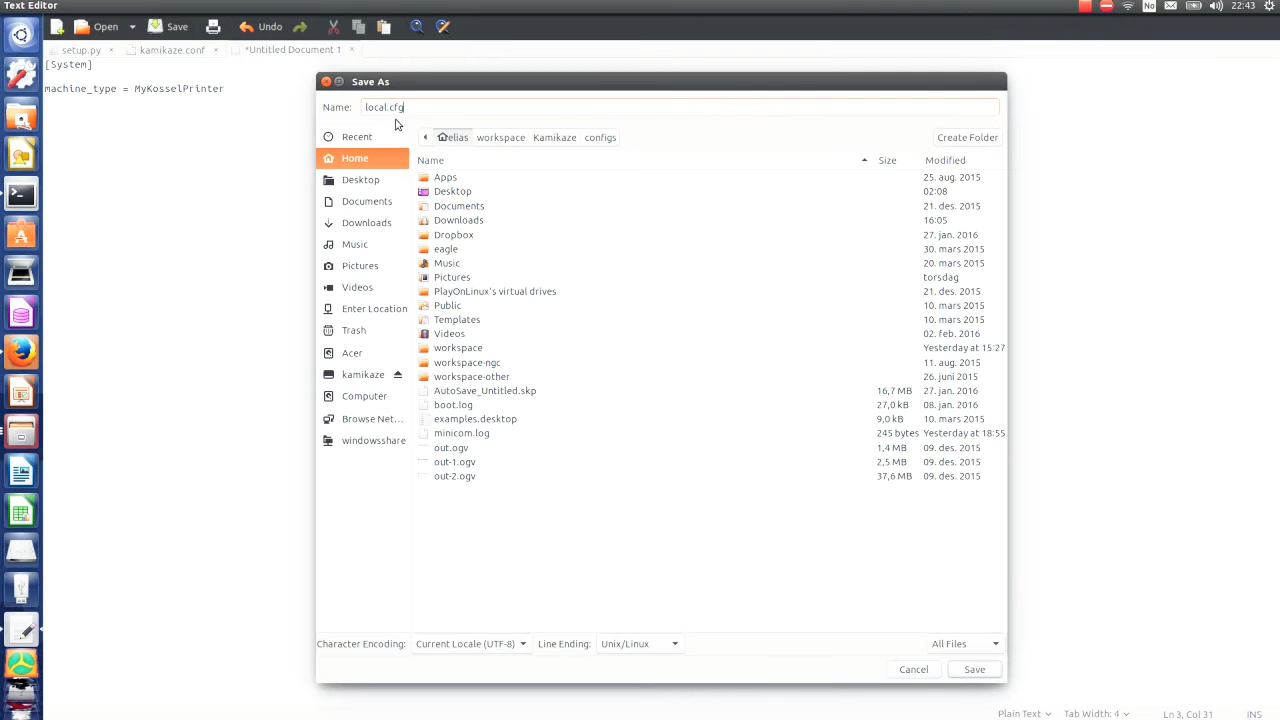 Text Editor
No
22:43
Open
Save
Undo
setup.py ×
kamikaze.conf ×
*Untitled Document 1 ×
[System]
machine_type = MyKosselPrinter
Save As
Name: local.cfg
Recent
Home
Desktop
Documents
Downloads
Music
Pictures
Videos
Enter Location
Trash
Acer
kamikaze
Computer
Browse Net...
windowsshare
elias workspace Kamikaze configs
Create Folder
Name Size Modified
Apps 25. aug. 2015
Desktop 02:08
Documents 21. des. 2015
Downloads 16:05
Dropbox 27. jan. 2016
eagle 30. mars 2015
Music 20. mars 2015
Pictures torsdag
PlayOnLinux's virtual drives 21. des. 2015
Public 10. mars 2015
Templates 10. mars 2015
Videos 02. feb. 2016
workspace Yesterday at 15:27
workspace-ngc 11. aug. 2015
workspace-other 26. juni 2015
AutoSave_Untitled.skp 16,7 MB 27. jan. 2016
boot.log 27,0 kB 08. jan. 2016
examples.desktop 9,0 kB 10. mars 2015
minicom.log 245 bytes Yesterday at 18:55
out.ogv 1,4 MB 09. des. 2015
out-1.ogv 2,5 MB 09. des. 2015
out-2.ogv 37,6 MB 09. des. 2015
Character Encoding: Current Locale (UTF-8) Line Ending: Unix/Linux All Files
Cancel Save
Plain Text Tab Width: 4 Ln 3, Col 31 INS